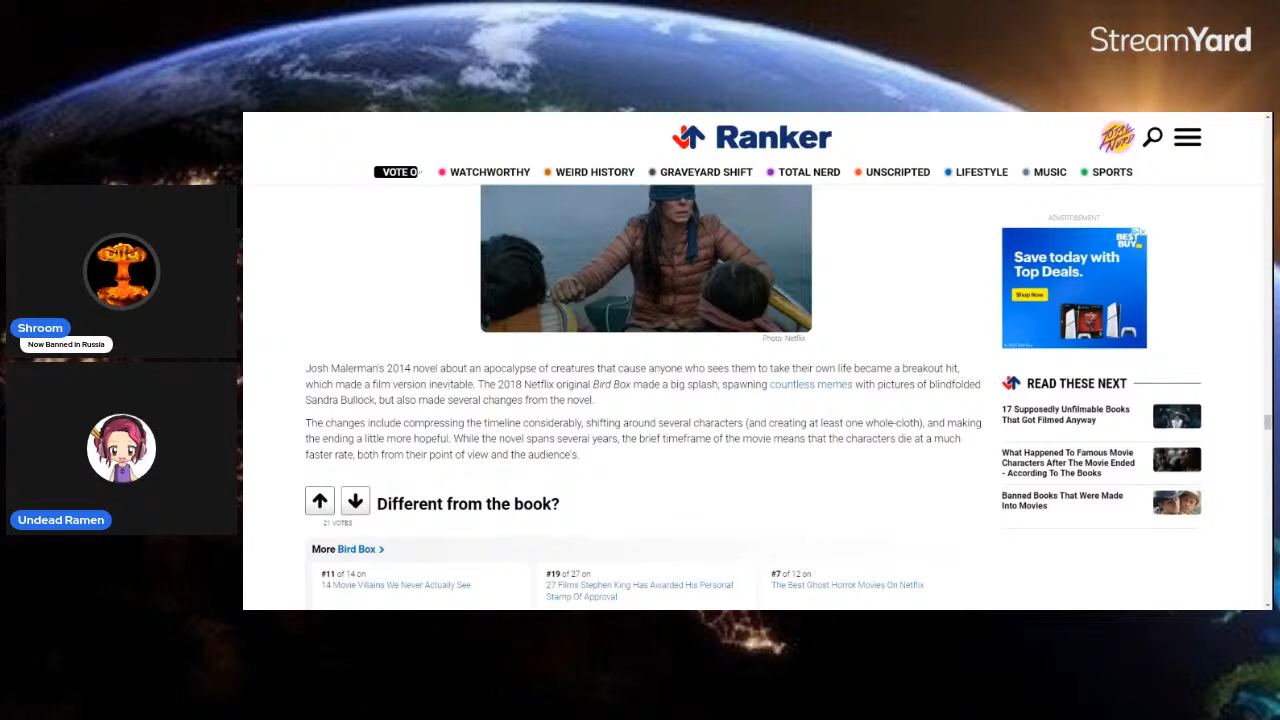 StreamYard
Ranker
TOTAL NERD
WATCHWORTHY WEIRD HISTORY GRAVEYARD SHIFT TOTAL NERD UNSCRIPTED LIFESTYLE MUSIC SPORTS
VOTE O
Photo: Netflix
Josh Malerman's 2014 novel about an apocalypse of creatures that cause anyone who sees them to take their own life became a breakout hit,
which made a film version inevitable. The 2018 Netflix original Bird Box made a big splash, spawning countless memes with pictures of blindfolded
Sandra Bullock, but also made several changes from the novel.
The changes include compressing the timeline considerably, shifting around several characters (and creating at least one whole-cloth), and making
the ending a little more hopeful. While the novel spans several years, the brief timeframe of the movie means that the characters die at a much
faster rate, both from their point of view and the audience's.
Different from the book?
21 VOTES
More Bird Box >
#11 of 14 on
14 Movie Villains We Never Actually See
#19 of 27 on
27 Films Stephen King Has Awarded His Personal
Stamp Of Approval
#7 of 12 on
The Best Ghost Horror Movies On Netflix
ADVERTISEMENT
BEST
BUY
Save today with
Top Deals.
Shop Now
READ THESE NEXT
17 Supposedly Unfilmable Books
That Got Filmed Anyway
What Happened To Famous Movie
Characters After The Movie Ended
- According To The Books
Banned Books That Were Made
Into Movies
Shroom
Now Banned In Russia
Undead Ramen